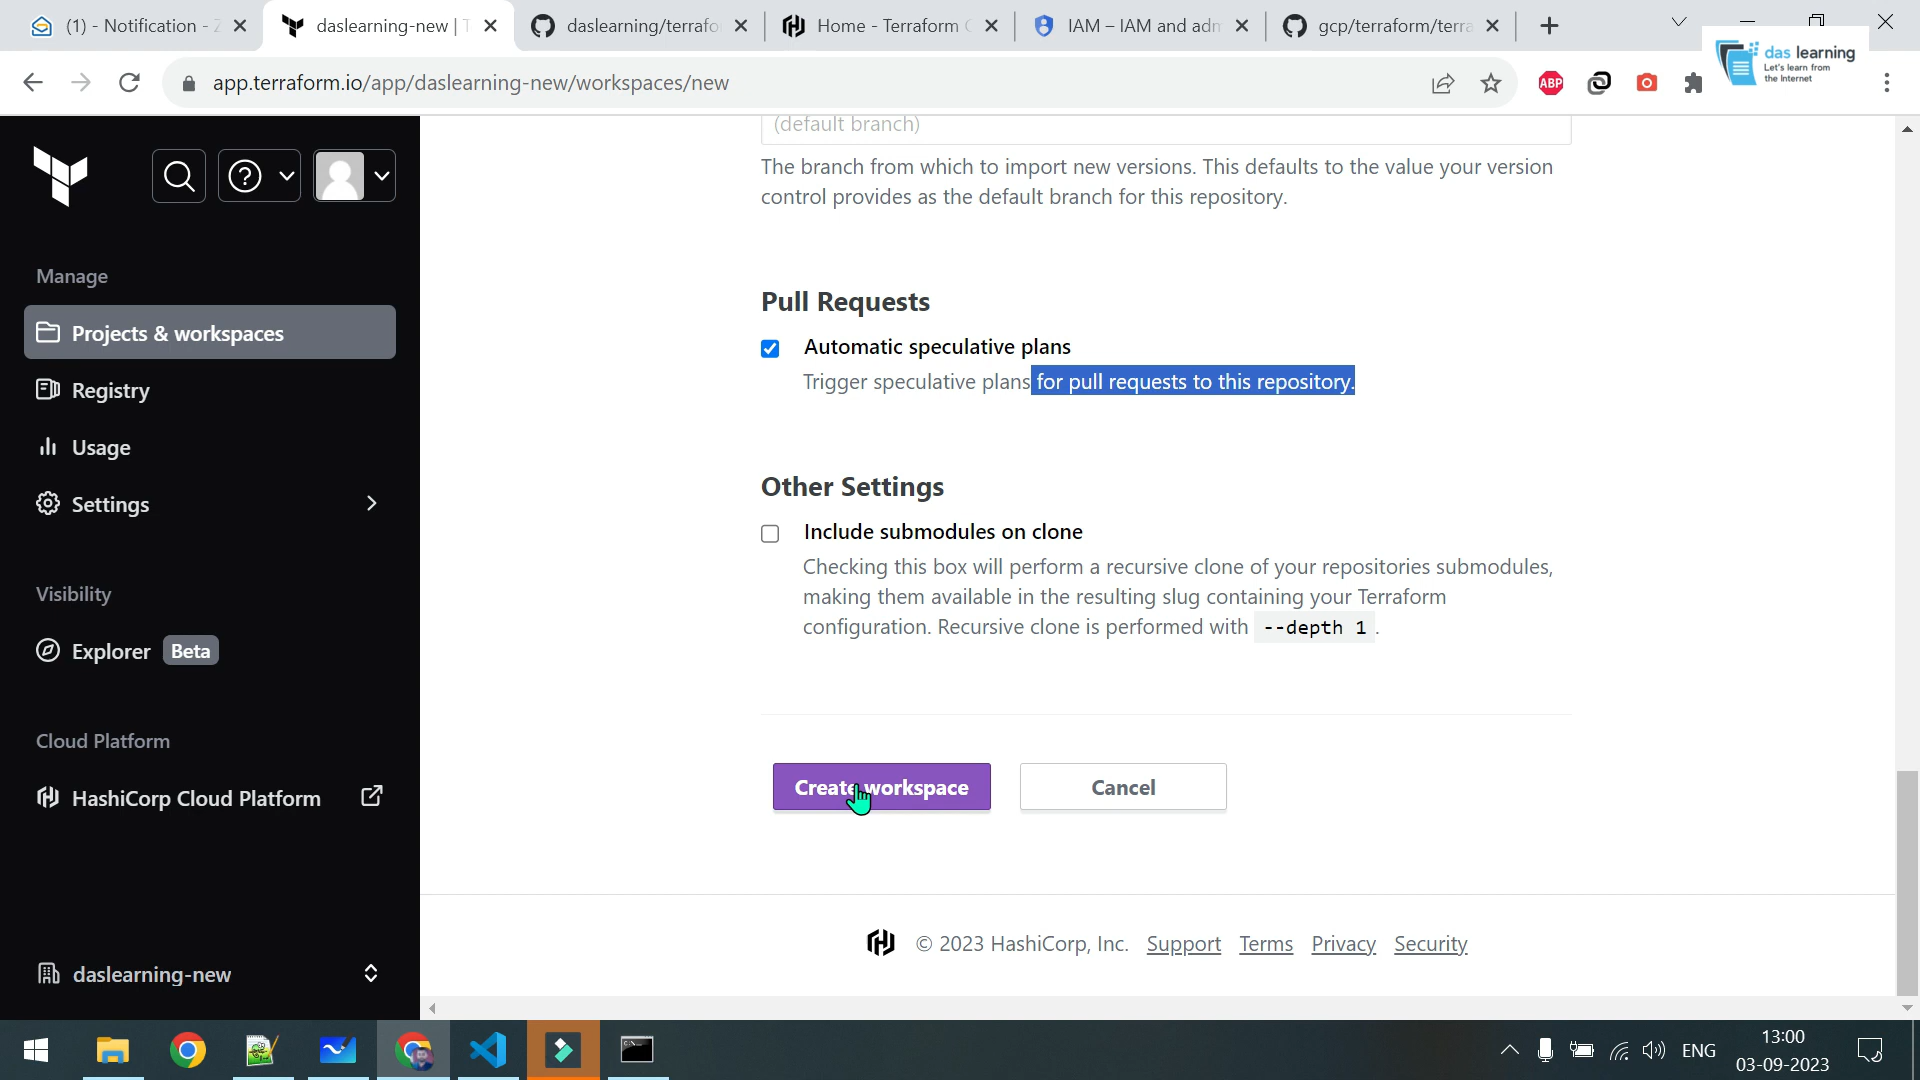 (1) - Notification - Z
daslearning-new | T
daslearning/terrafo
Home - Terraform C
IAM – IAM and adm
gcp/terraform/terra
das learning
Let's learn from
the Internet
app.terraform.io/app/daslearning-new/workspaces/new
ABP
Manage
Projects & workspaces
Registry
Usage
Settings
Visibility
Explorer Beta
Cloud Platform
HashiCorp Cloud Platform
daslearning-new
(default branch)
The branch from which to import new versions. This defaults to the value your version
control provides as the default branch for this repository.
Pull Requests
Automatic speculative plans
Trigger speculative plans for pull requests to this repository.
Other Settings
Include submodules on clone
Checking this box will perform a recursive clone of your repositories submodules,
making them available in the resulting slug containing your Terraform
configuration. Recursive clone is performed with --depth 1 .
Create workspace
Cancel
© 2023 HashiCorp, Inc. Support Terms Privacy Security
ENG
13:00
03-09-2023